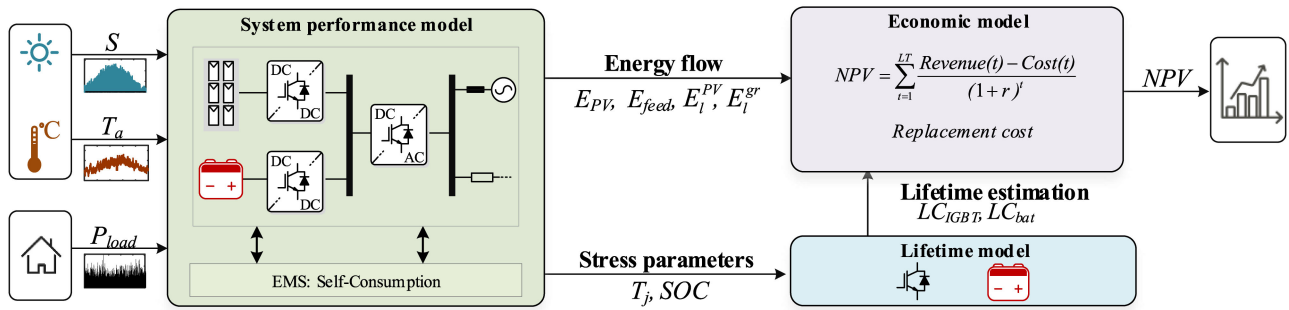 System performance model
S
°C
T_a
P_load
DC
DC
DC
DC
DC
AC
− +
EMS: Self-Consumption
Energy flow
E_PV, E_feed, E_l^PV, E_l^gr
Stress parameters
T_j, SOC
Economic model
NPV = \sum_{t=1}^{LT} \frac{Revenue(t) − Cost(t)}{(1 + r)^t}
Replacement cost
NPV
Lifetime estimation
LC_IGBT, LC_bat
Lifetime model
− +